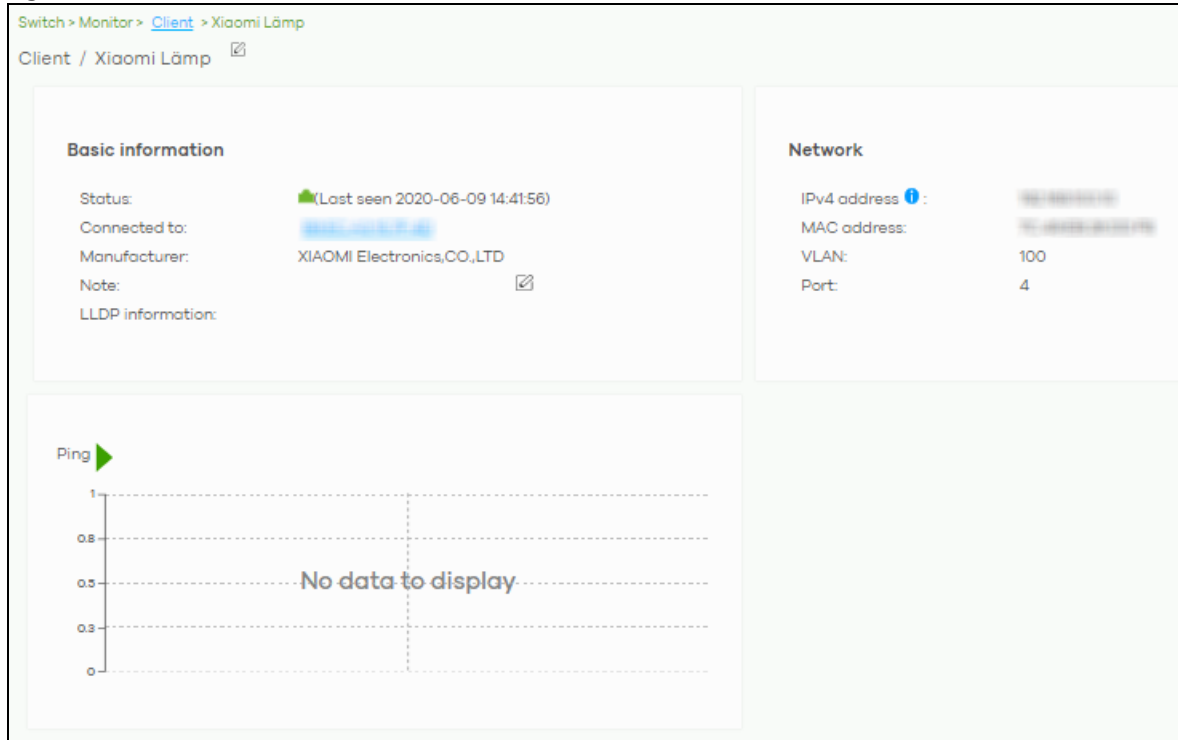 Switch > Monitor > Client > Xiaomi Lämp
Client / Xiaomi Lämp
Basic information
Status: (Last seen 2020-06-09 14:41:56)
Connected to:
Manufacturer: XIAOMI Electronics,CO.,LTD
Note:
LLDP information:
Network
IPv4 address :
MAC address:
VLAN: 100
Port: 4
Ping
1
0.8
0.5
0.3
0
No data to display